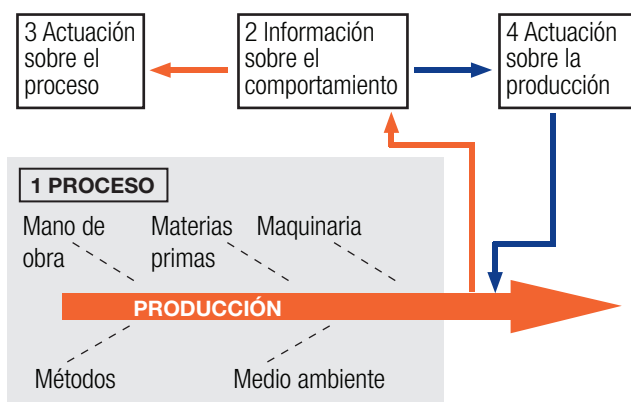 3 Actuación
sobre el
proceso
2 Información
sobre el
comportamiento
4 Actuación
sobre la
producción
1 PROCESO
Mano de
obra
Materias
primas
Maquinaria
PRODUCCIÓN
Métodos
Medio ambiente